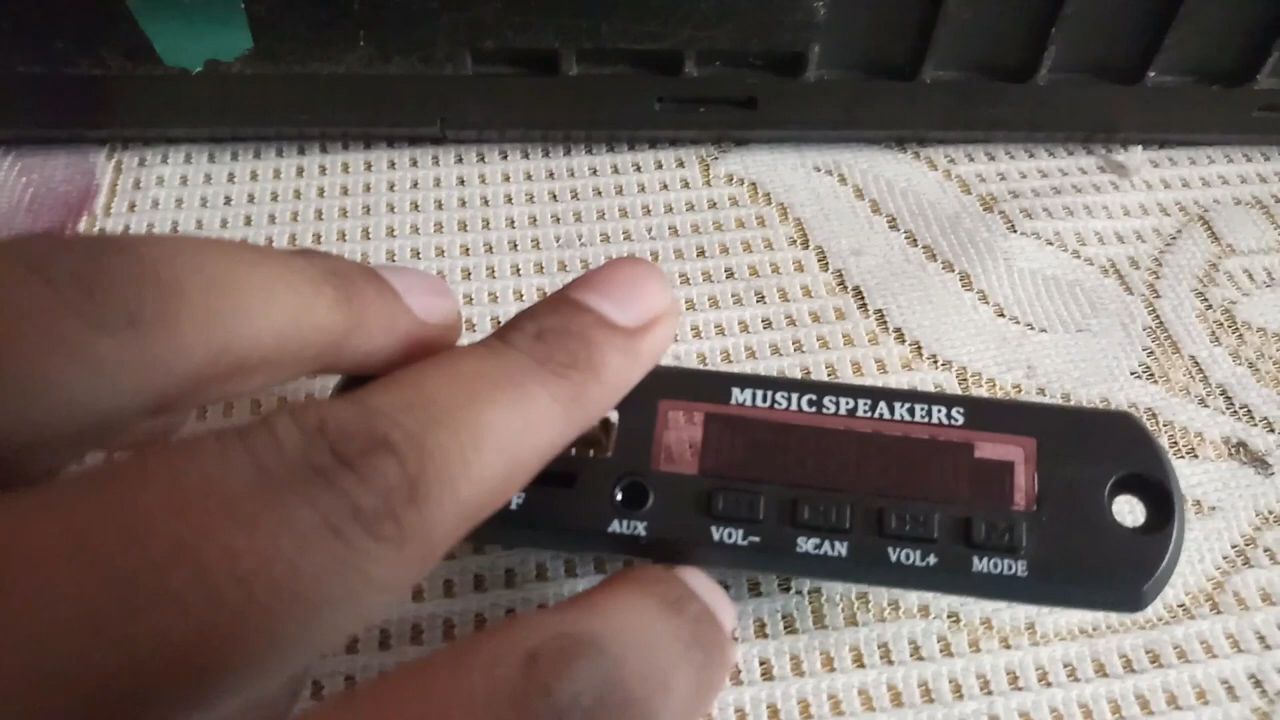 MUSIC SPEAKERS
F
AUX
VOL-
SCAN
VOL+
MODE